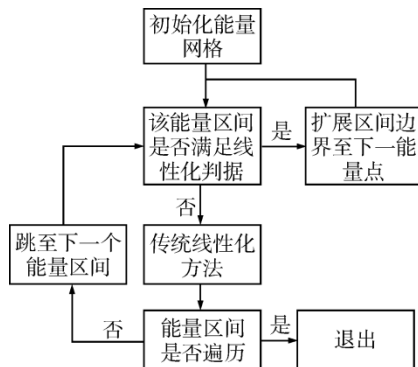 初始化能量
网格
该能量区间
是否满足线
性化判据
是
扩展区间边
界至下一能
量点
否
跳至下一个
能量区间
传统线性化
方法
否
能量区间
是否遍历
是
退出